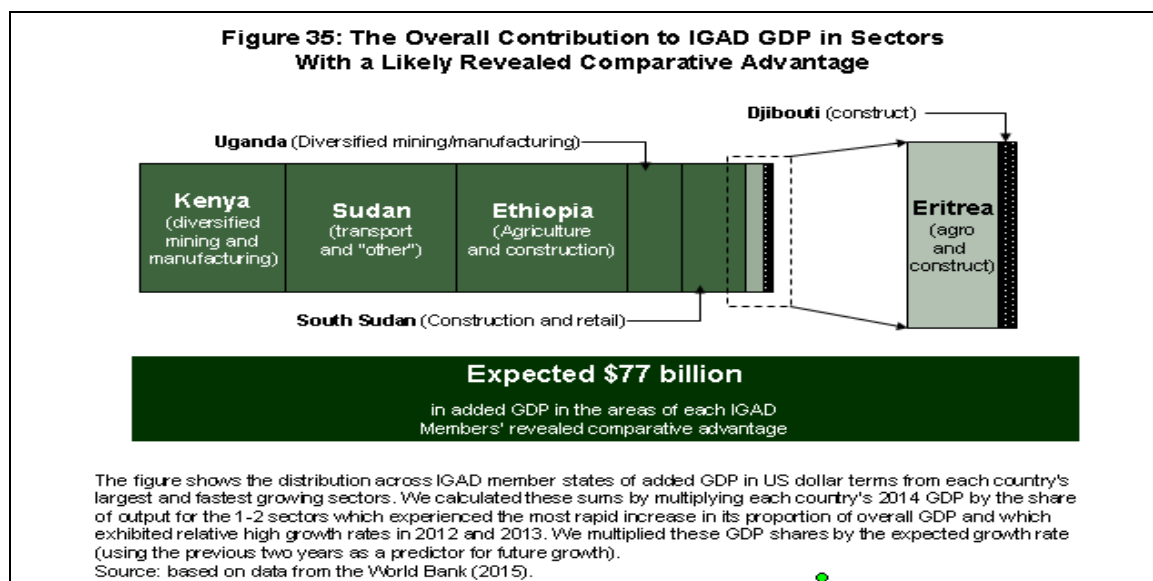 Figure 35: The Overall Contribution to IGAD GDP in Sectors
With a Likely Revealed Comparative Advantage
Djibouti (construct)
Uganda (Diversified mining/manufacturing)
Kenya
(diversified
mining and
manufacturing)
Sudan
(transport
and "other")
Ethiopia
(Agriculture
and construction)
Eritrea
(agro
and
construct)
South Sudan (Construction and retail)
Expected $77 billion
in added GDP in the areas of each IGAD
Members' revealed comparative advantage
The figure shows the distribution across IGAD member states of added GDP in US dollar terms from each country's
largest and fastest growing sectors. We calculated these sums by multiplying each country's 2014 GDP by the share
of output for the 1-2 sectors which experienced the most rapid increase in its proportion of overall GDP and which
exhibited relative high growth rates in 2012 and 2013. We multiplied these GDP shares by the expected growth rate
(using the previous two years as a predictor for future growth).
Source: based on data from the World Bank (2015).